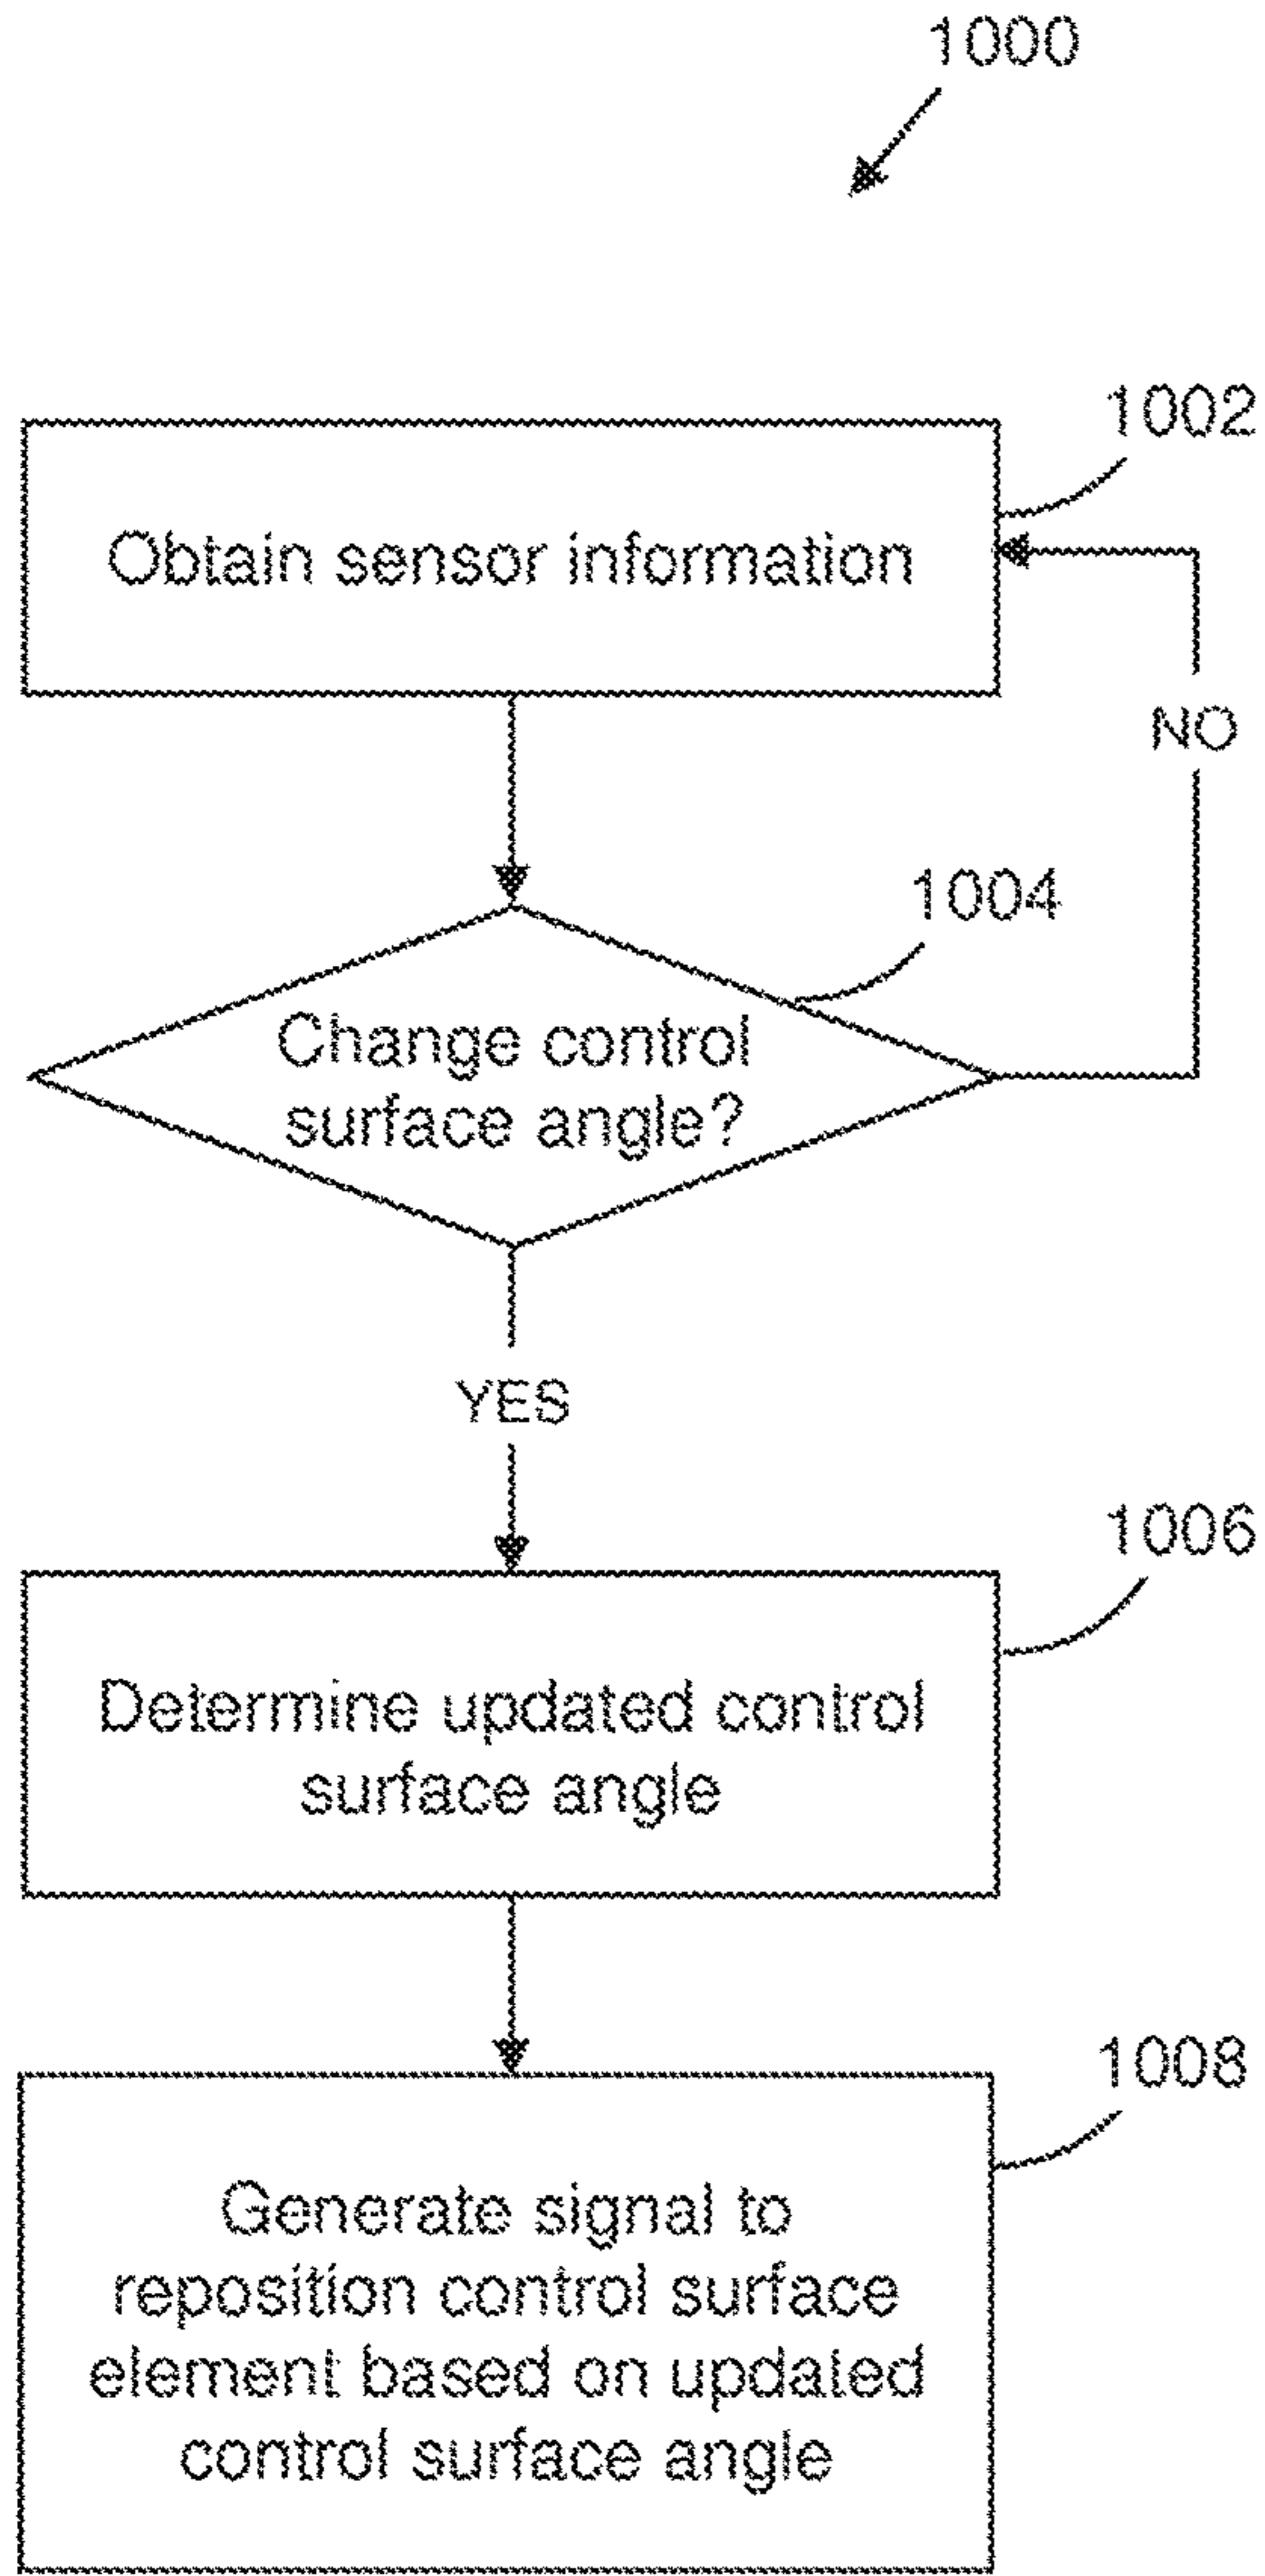 1000
1002
Obtain sensor information
NO
1004
Change control
surface angle?
YES
1006
Determine updated control
surface angle
1008
Generate signal to
reposition control surface
element based on updated
control surface angle